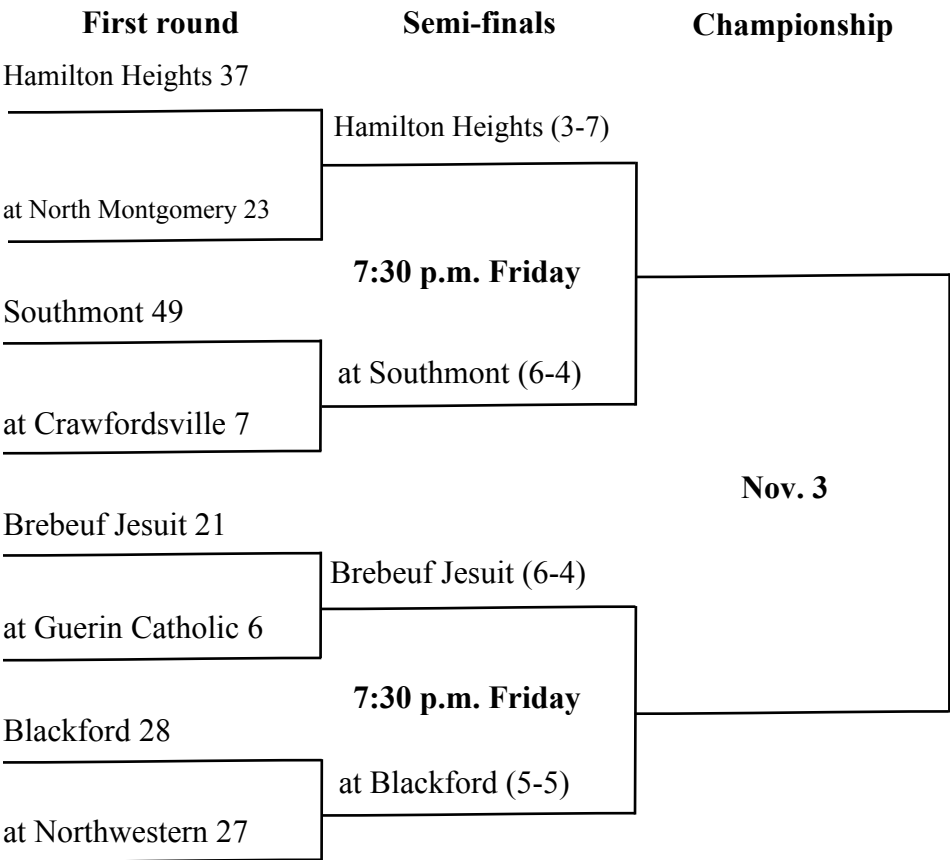 First round
Semi-finals
Championship
Hamilton Heights 37
at North Montgomery 23
Southmont 49
at Crawfordsville 7
Brebeuf Jesuit 21
at Guerin Catholic 6
Blackford 28
at Northwestern 27
Hamilton Heights (3-7)
7:30 p.m. Friday
at Southmont (6-4)
Brebeuf Jesuit (6-4)
7:30 p.m. Friday
at Blackford (5-5)
Nov. 3